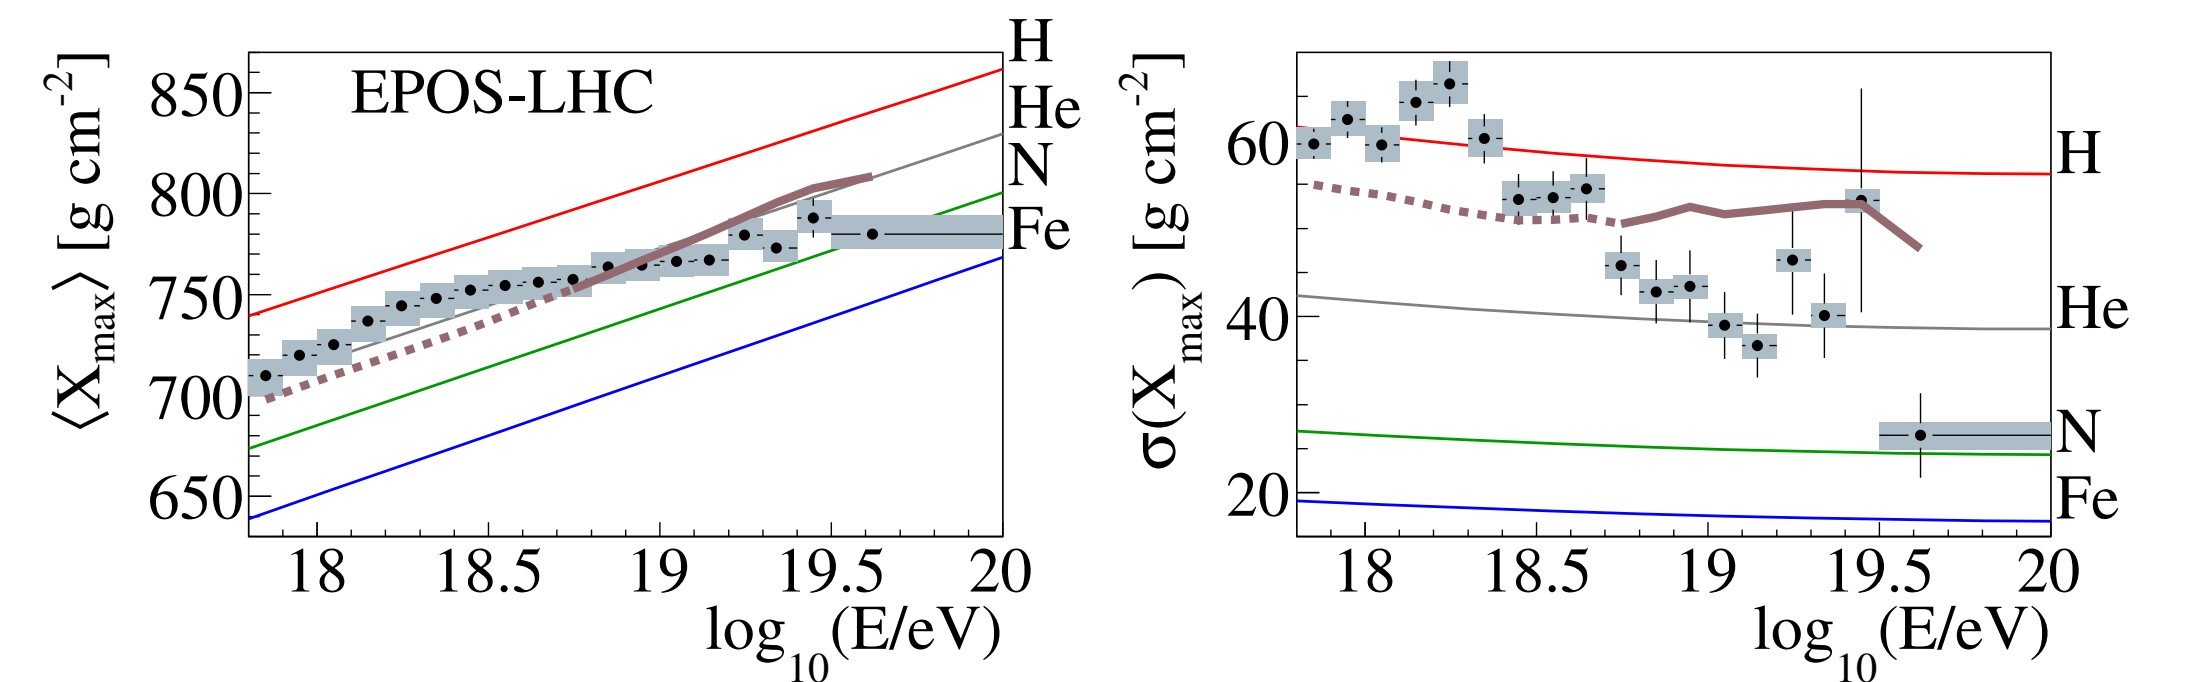 EPOS-LHC
⟨X_max⟩ [g cm^-2]
850
800
750
700
650
18
18.5
19
19.5
20
log_10(E/eV)
H
He
N
Fe
σ(X_max) [g cm^-2]
60
40
20
18
18.5
19
19.5
20
log_10(E/eV)
H
He
N
Fe